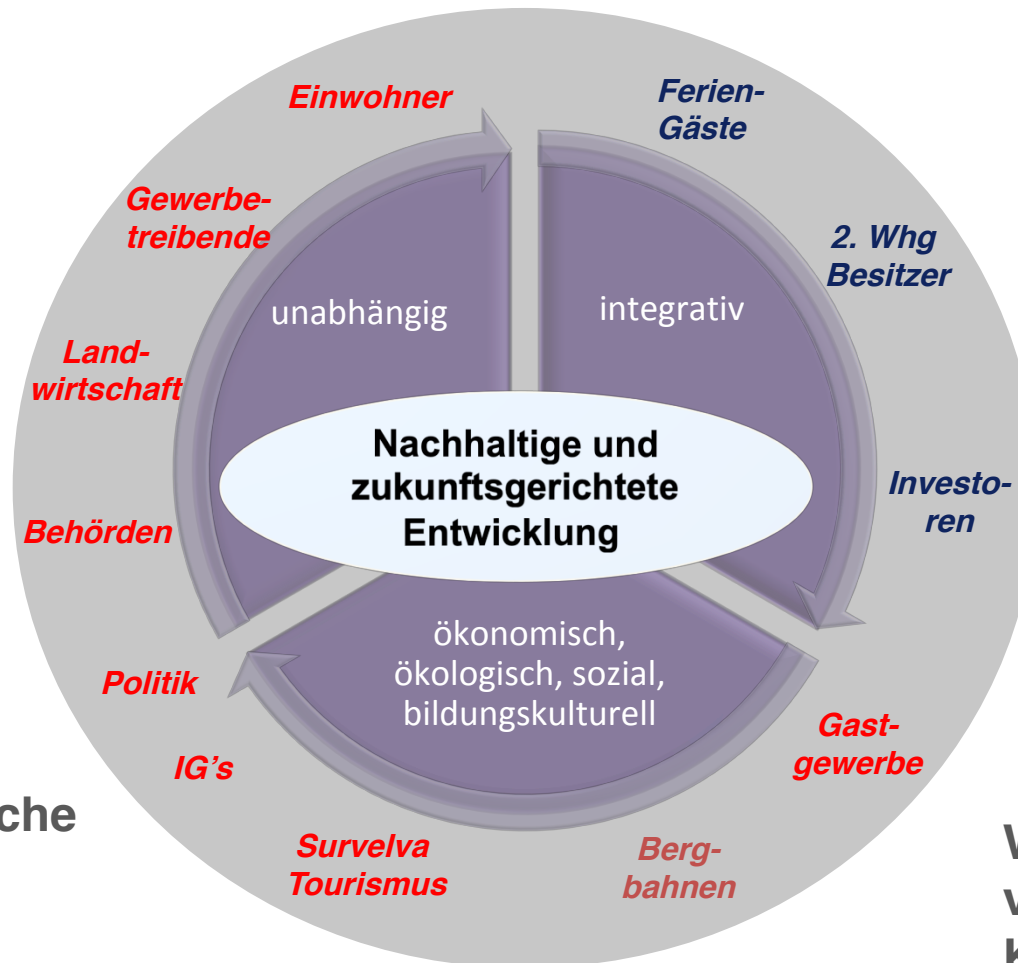 Einwohner
Ferien-
Gäste
Gewerbe-
treibende
2. Whg
Besitzer
unabhängig
integrativ
Land-
wirtschaft
Nachhaltige und
zukunftsgerichtete
Entwicklung
Investo-
ren
Behörden
ökonomisch,
ökologisch, sozial,
bildungskulturell
Politik
Gast-
gewerbe
IG's
che
Survelva
Tourismus
Berg-
bahnen